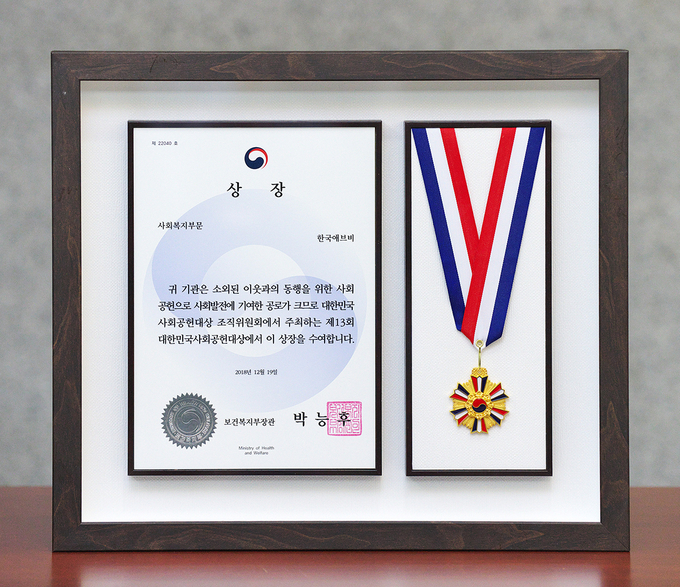 제 22040 호
상 장
사회복지부문
한국애브비
귀 기관은 소외된 이웃과의 동행을 위한 사회
공헌으로 사회발전에 기여한 공로가 크므로 대한민국
사회공헌대상 조직위원회에서 주최하는 제13회
대한민국사회공헌대상에서 이 상장을 수여합니다.
2018년 12월 19일
보건복지부장관 박 능 후
Ministry of Health
and Welfare